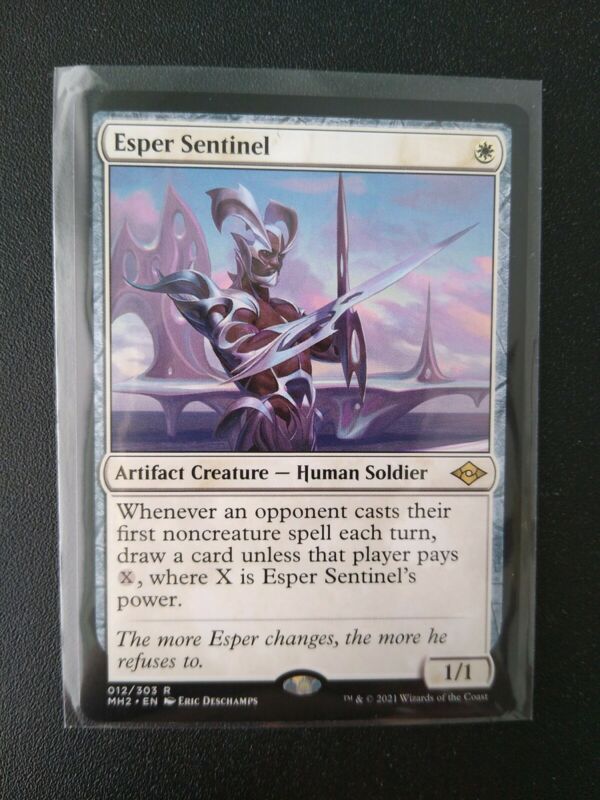 Esper Sentinel
Artifact Creature — Human Soldier
Whenever an opponent casts their
first noncreature spell each turn,
draw a card unless that player pays
X, where X is Esper Sentinel's
power.
The more Esper changes, the more he
refuses to.
1/1
012/303 R
MH2 • EN Eric Deschamps
™ & © 2021 Wizards of the Coast